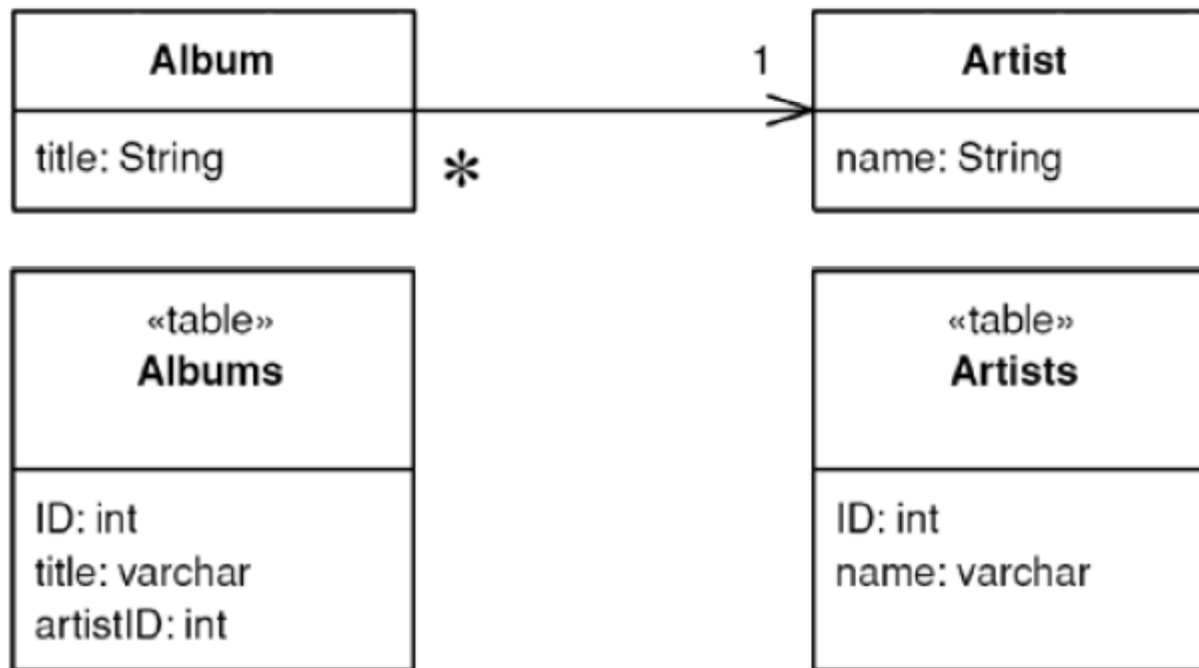 Album
title: String
*
1
Artist
name: String
«table»
Albums
ID: int
title: varchar
artistID: int
«table»
Artists
ID: int
name: varchar